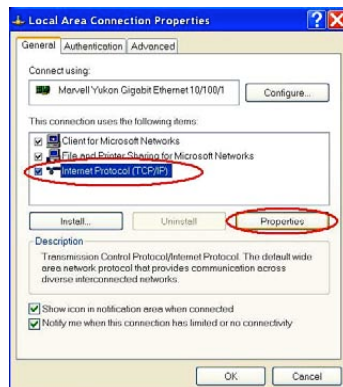 Local Area Connection Properties
General Authentication Advanced
Connect using:
Marvell Yukon Gigabit Ethernet 10/100/1
Configure...
This connection uses the following items:
Client for Microsoft Networks
File and Printer Sharing for Microsoft Networks
Internet Protocol (TCP/IP)
Install... Uninstall Properties
Description
Transmission Control Protocol/Internet Protocol. The default wide
area network protocol that provides communication across
diverse interconnected networks.
Show icon in notification area when connected
Notify me when this connection has limited or no connectivity
OK Cancel